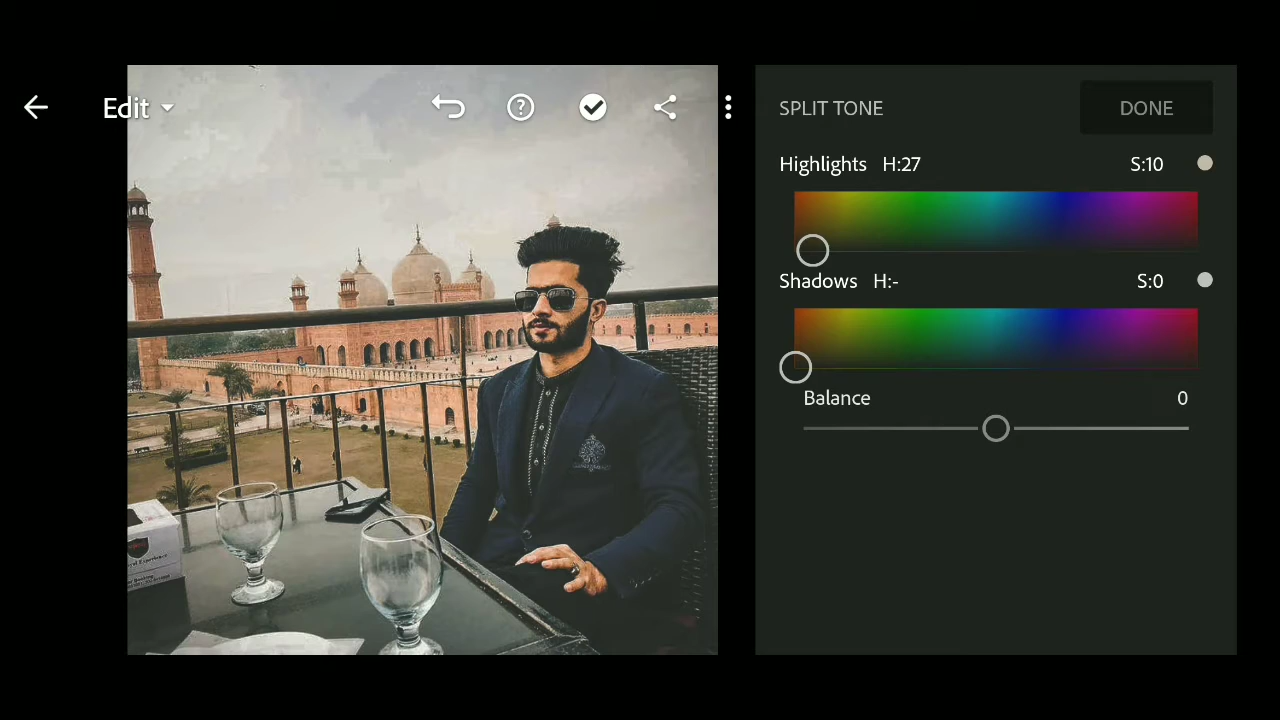 Edit
SPLIT TONE
DONE
Highlights H:27 S:10
Shadows H:- S:0
Balance 0